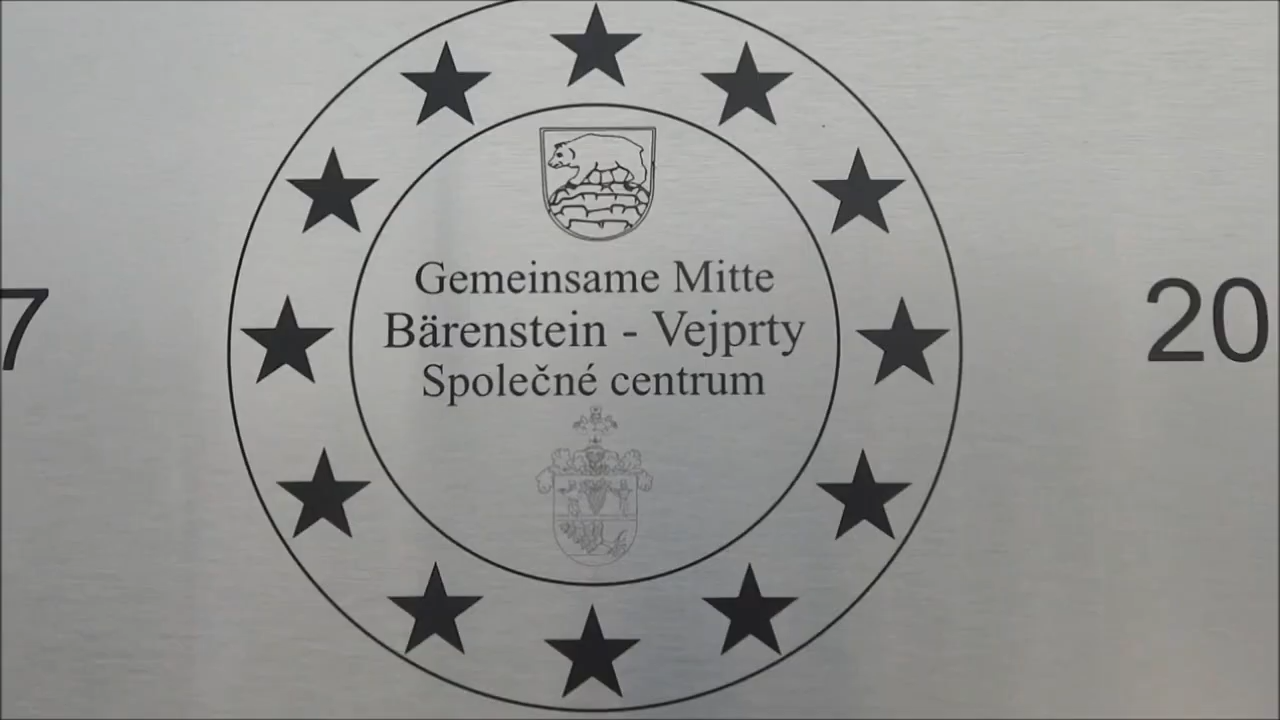 Gemeinsame Mitte
Bärenstein - Vejprty
Společné centrum
7
20